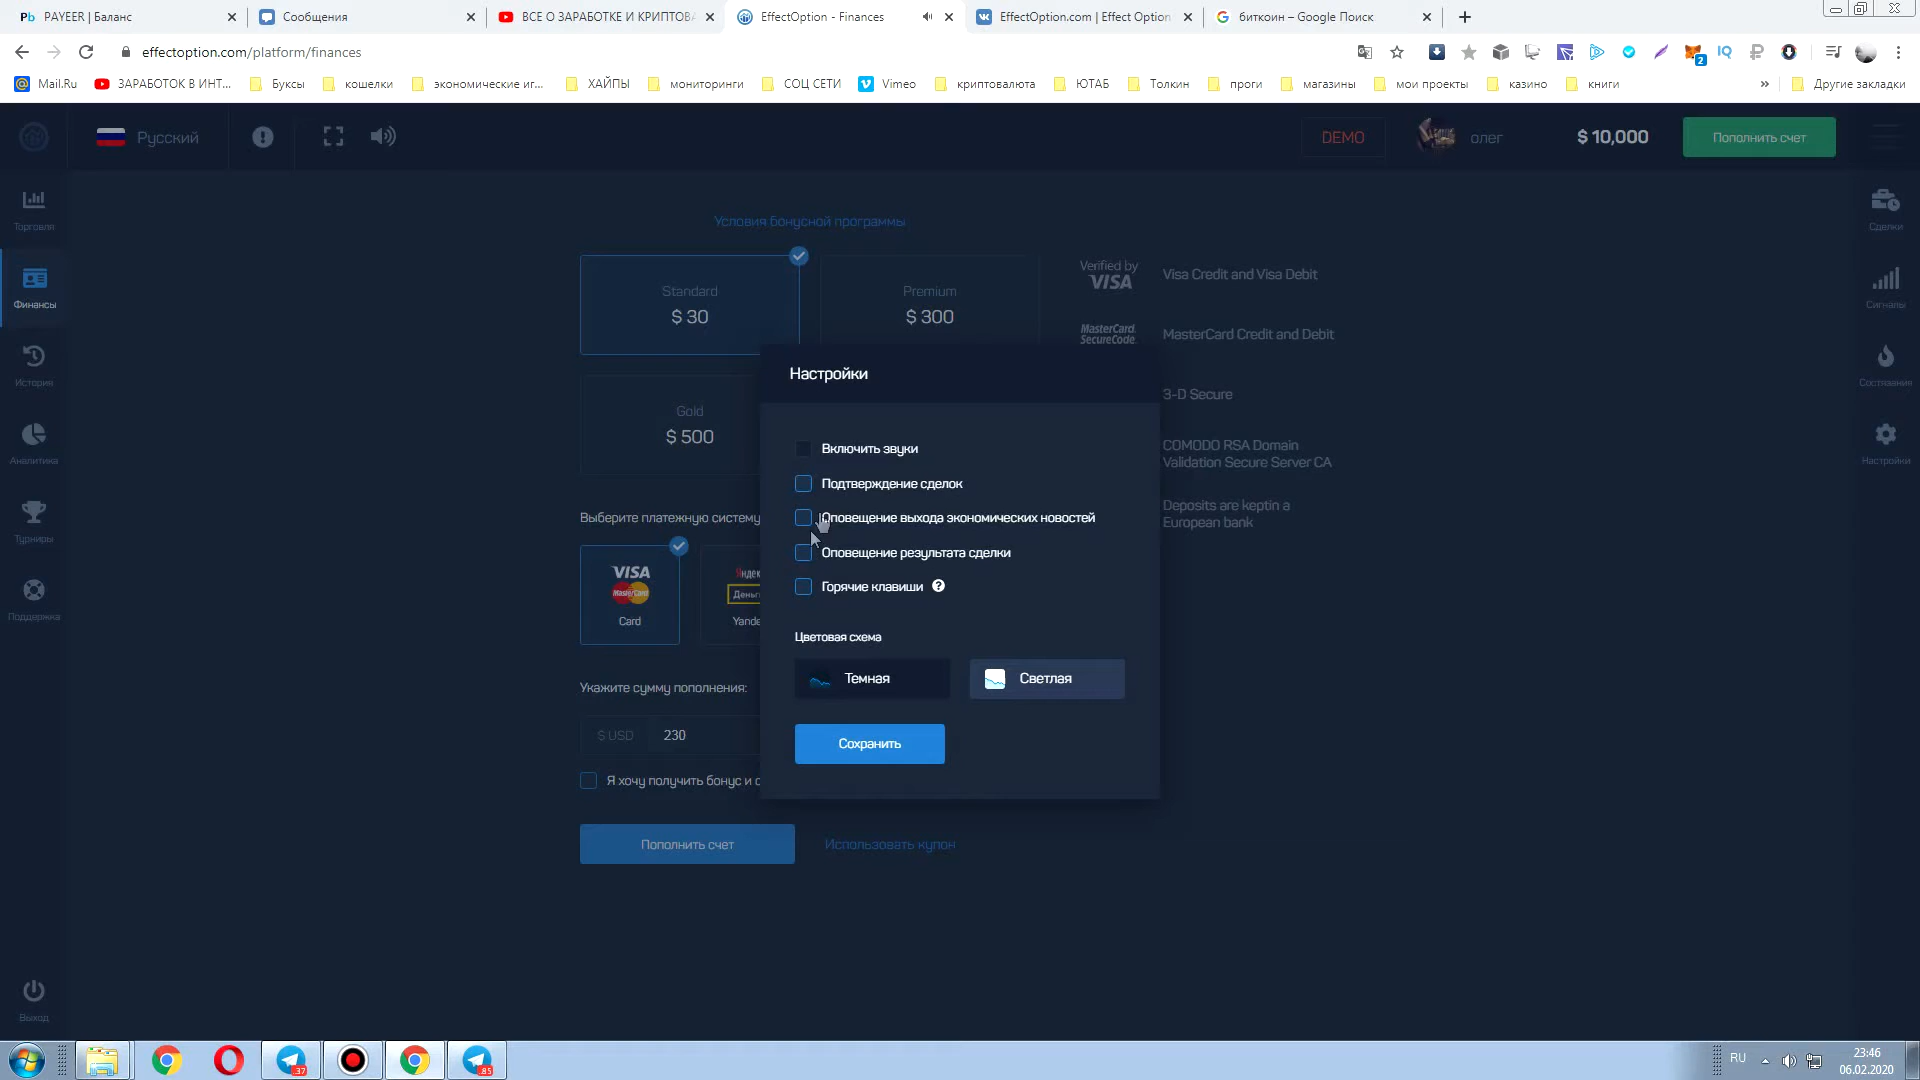 PAYEER | Баланс
Сообщения
ВСЕ О ЗАРАБОТКЕ И КРИПТОВА
EffectOption - Finances
EffectOption.com | Effect Option
биткоин – Google Поиск
effectoption.com/platform/finances
Mail.Ru
ЗАРАБОТОК В ИНТ...
Буксы
кошелки
экономические иг...
ХАЙПЫ
мониторинги
СОЦ СЕТИ
Vimeo
криптовалюта
ЮТАБ
Толкин
проги
магазины
мои проекты
казино
книги
»
Другие закладки
Русский
DEMO
олег
$ 10,000
Пополнить счет
Торговля
Финансы
История
Аналитика
Турниры
Поддержка
Выход
Условия бонусной программы
Standard
$ 30
Premium
$ 300
Gold
$ 500
Verified by
VISA
Visa Credit and Visa Debit
MasterCard.
SecureCode.
MasterCard Credit and Debit
3-D Secure
COMODO RSA Domain
Validation Secure Server CA
Deposits are keptin a
European bank
Сделки
Сигналы
Состязания
Настройки
Выберите платежную систему
VISA
MasterCard
Card
Яндек
Деньг
Yande
Укажите сумму пополнения:
$ USD
230
Я хочу получить бонус и с
Пополнить счет
Использовать купон
Настройки
Включить звуки
Подтверждение сделок
Оповещение выхода экономических новостей
Оповещение результата сделки
Горячие клавиши ?
Цветовая схема
Темная
Светлая
Сохранить
37
85
RU
23:46
06.02.2020